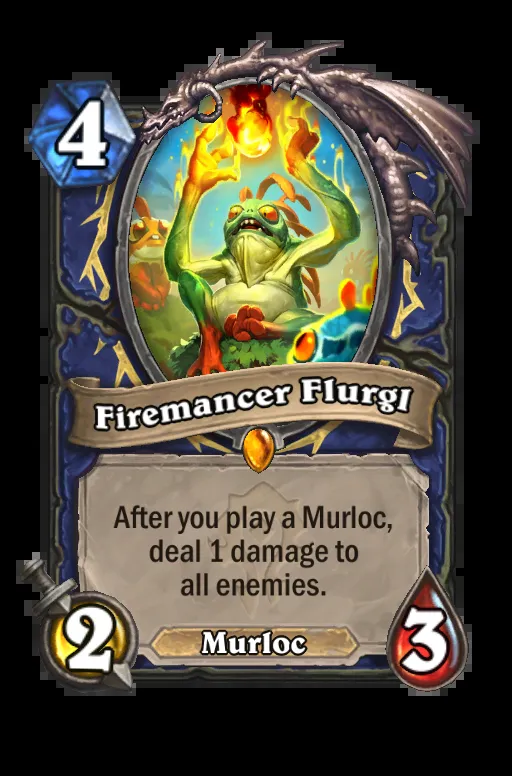 4
Firemancer Flurgl
After you play a Murloc,
deal 1 damage to
all enemies.
2
Murloc
3